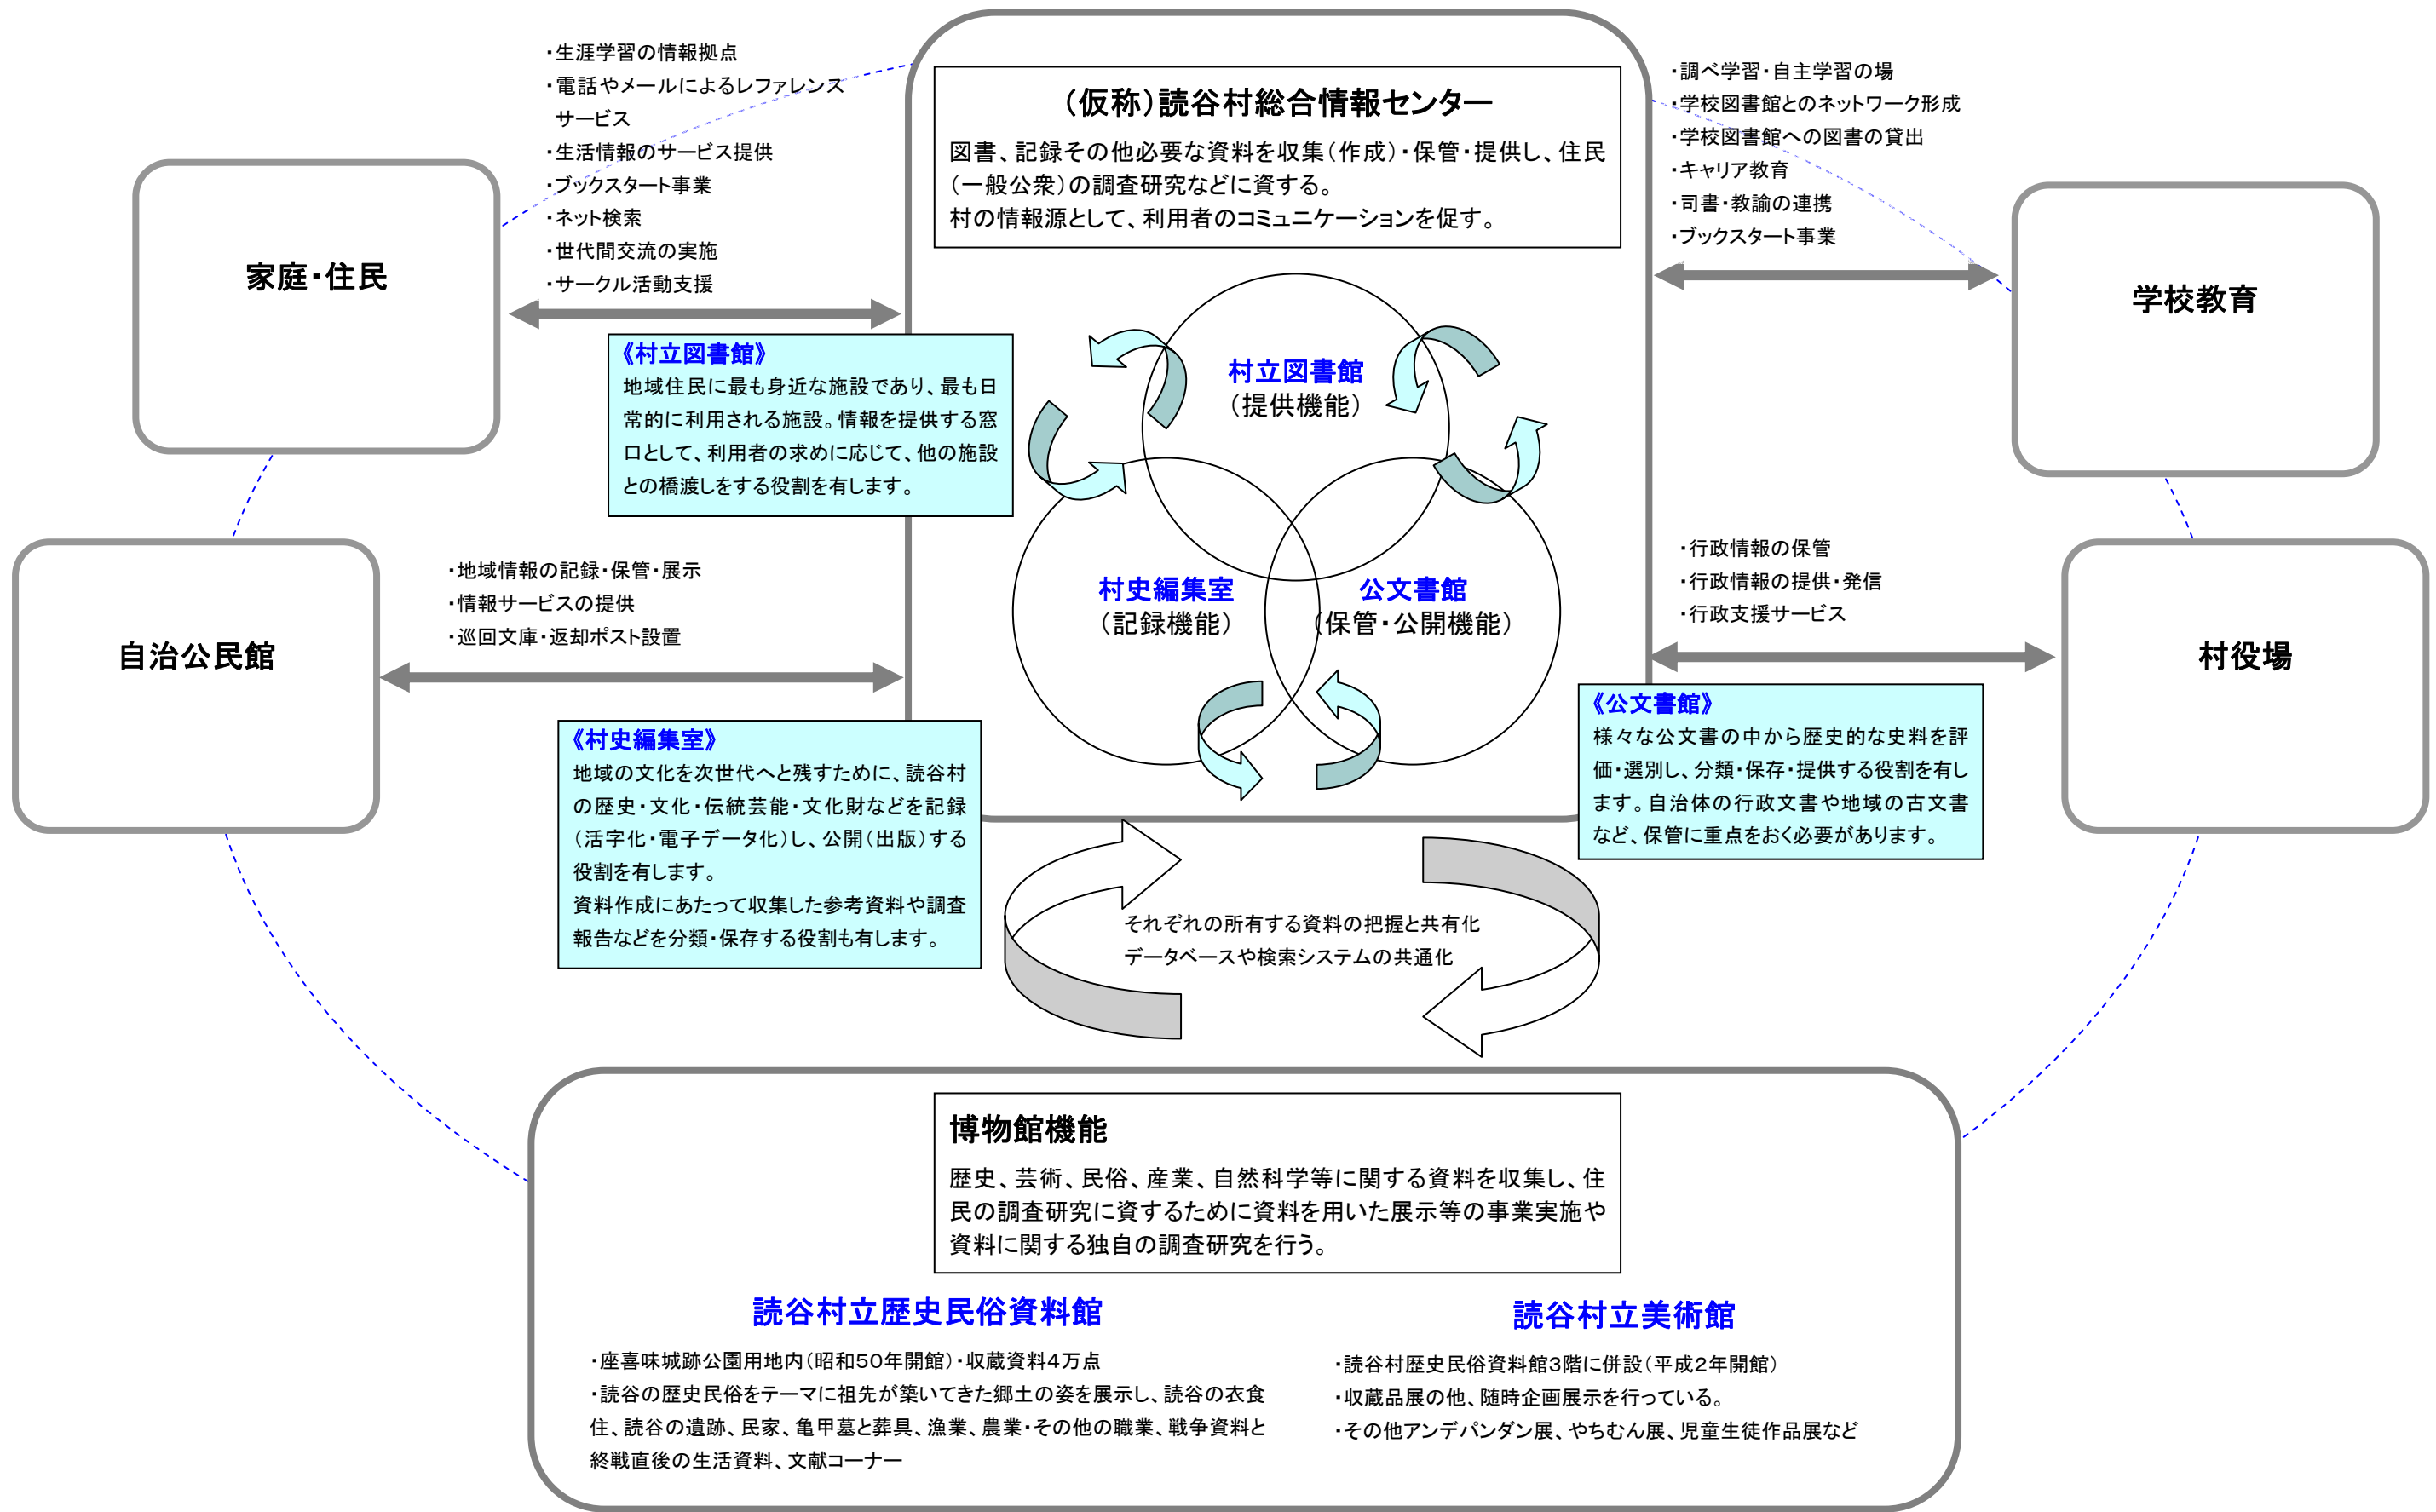 ・生涯学習の情報拠点
・電話やメールによるレファレンス
サービス
・生活情報のサービス提供
・ブックスタート事業
・ネット検索
・世代間交流の実施
・サークル活動支援
（仮称）読谷村総合情報センター
図書、記録その他必要な資料を収集（作成）・保管・提供し、住民
（一般公衆）の調査研究などに資する。
村の情報源として、利用者のコミュニケーションを促す。
・調べ学習・自主学習の場
・学校図書館とのネットワーク形成
・学校図書館への図書の貸出
・キャリア教育
・司書・教諭の連携
・ブックスタート事業
家庭・住民
学校教育
《村立図書館》
地域住民に最も身近な施設であり、最も日
常的に利用される施設。情報を提供する窓
口として、利用者の求めに応じて、他の施設
との橋渡しをする役割を有します。
村立図書館
（提供機能）
村史編集室
（記録機能）
公文書館
（保管・公開機能）
・地域情報の記録・保管・展示
・情報サービスの提供
・巡回文庫・返却ポスト設置
・行政情報の保管
・行政情報の提供・発信
・行政支援サービス
自治公民館
村役場
《村史編集室》
地域の文化を次世代へと残すために、読谷村
の歴史・文化・伝統芸能・文化財などを記録
（活字化・電子データ化）し、公開（出版）する
役割を有します。
資料作成にあたって収集した参考資料や調査
報告などを分類・保存する役割も有します。
《公文書館》
様々な公文書の中から歴史的な史料を評
価・選別し、分類・保存・提供する役割を有し
ます。自治体の行政文書や地域の古文書
など、保管に重点をおく必要があります。
それぞれの所有する資料の把握と共有化
データベースや検索システムの共通化
博物館機能
歴史、芸術、民俗、産業、自然科学等に関する資料を収集し、住
民の調査研究に資するために資料を用いた展示等の事業実施や
資料に関する独自の調査研究を行う。
読谷村立歴史民俗資料館
・座喜味城跡公園用地内（昭和５０年開館）・収蔵資料４万点
・読谷の歴史民俗をテーマに祖先が築いてきた郷土の姿を展示し、読谷の衣食
住、読谷の遺跡、民家、亀甲墓と葬具、漁業、農業・その他の職業、戦争資料と
終戦直後の生活資料、文献コーナー
読谷村立美術館
・読谷村歴史民俗資料館３階に併設（平成２年開館）
・収蔵品展の他、随時企画展示を行っている。
・その他アンデパンダン展、やちむん展、児童生徒作品展など